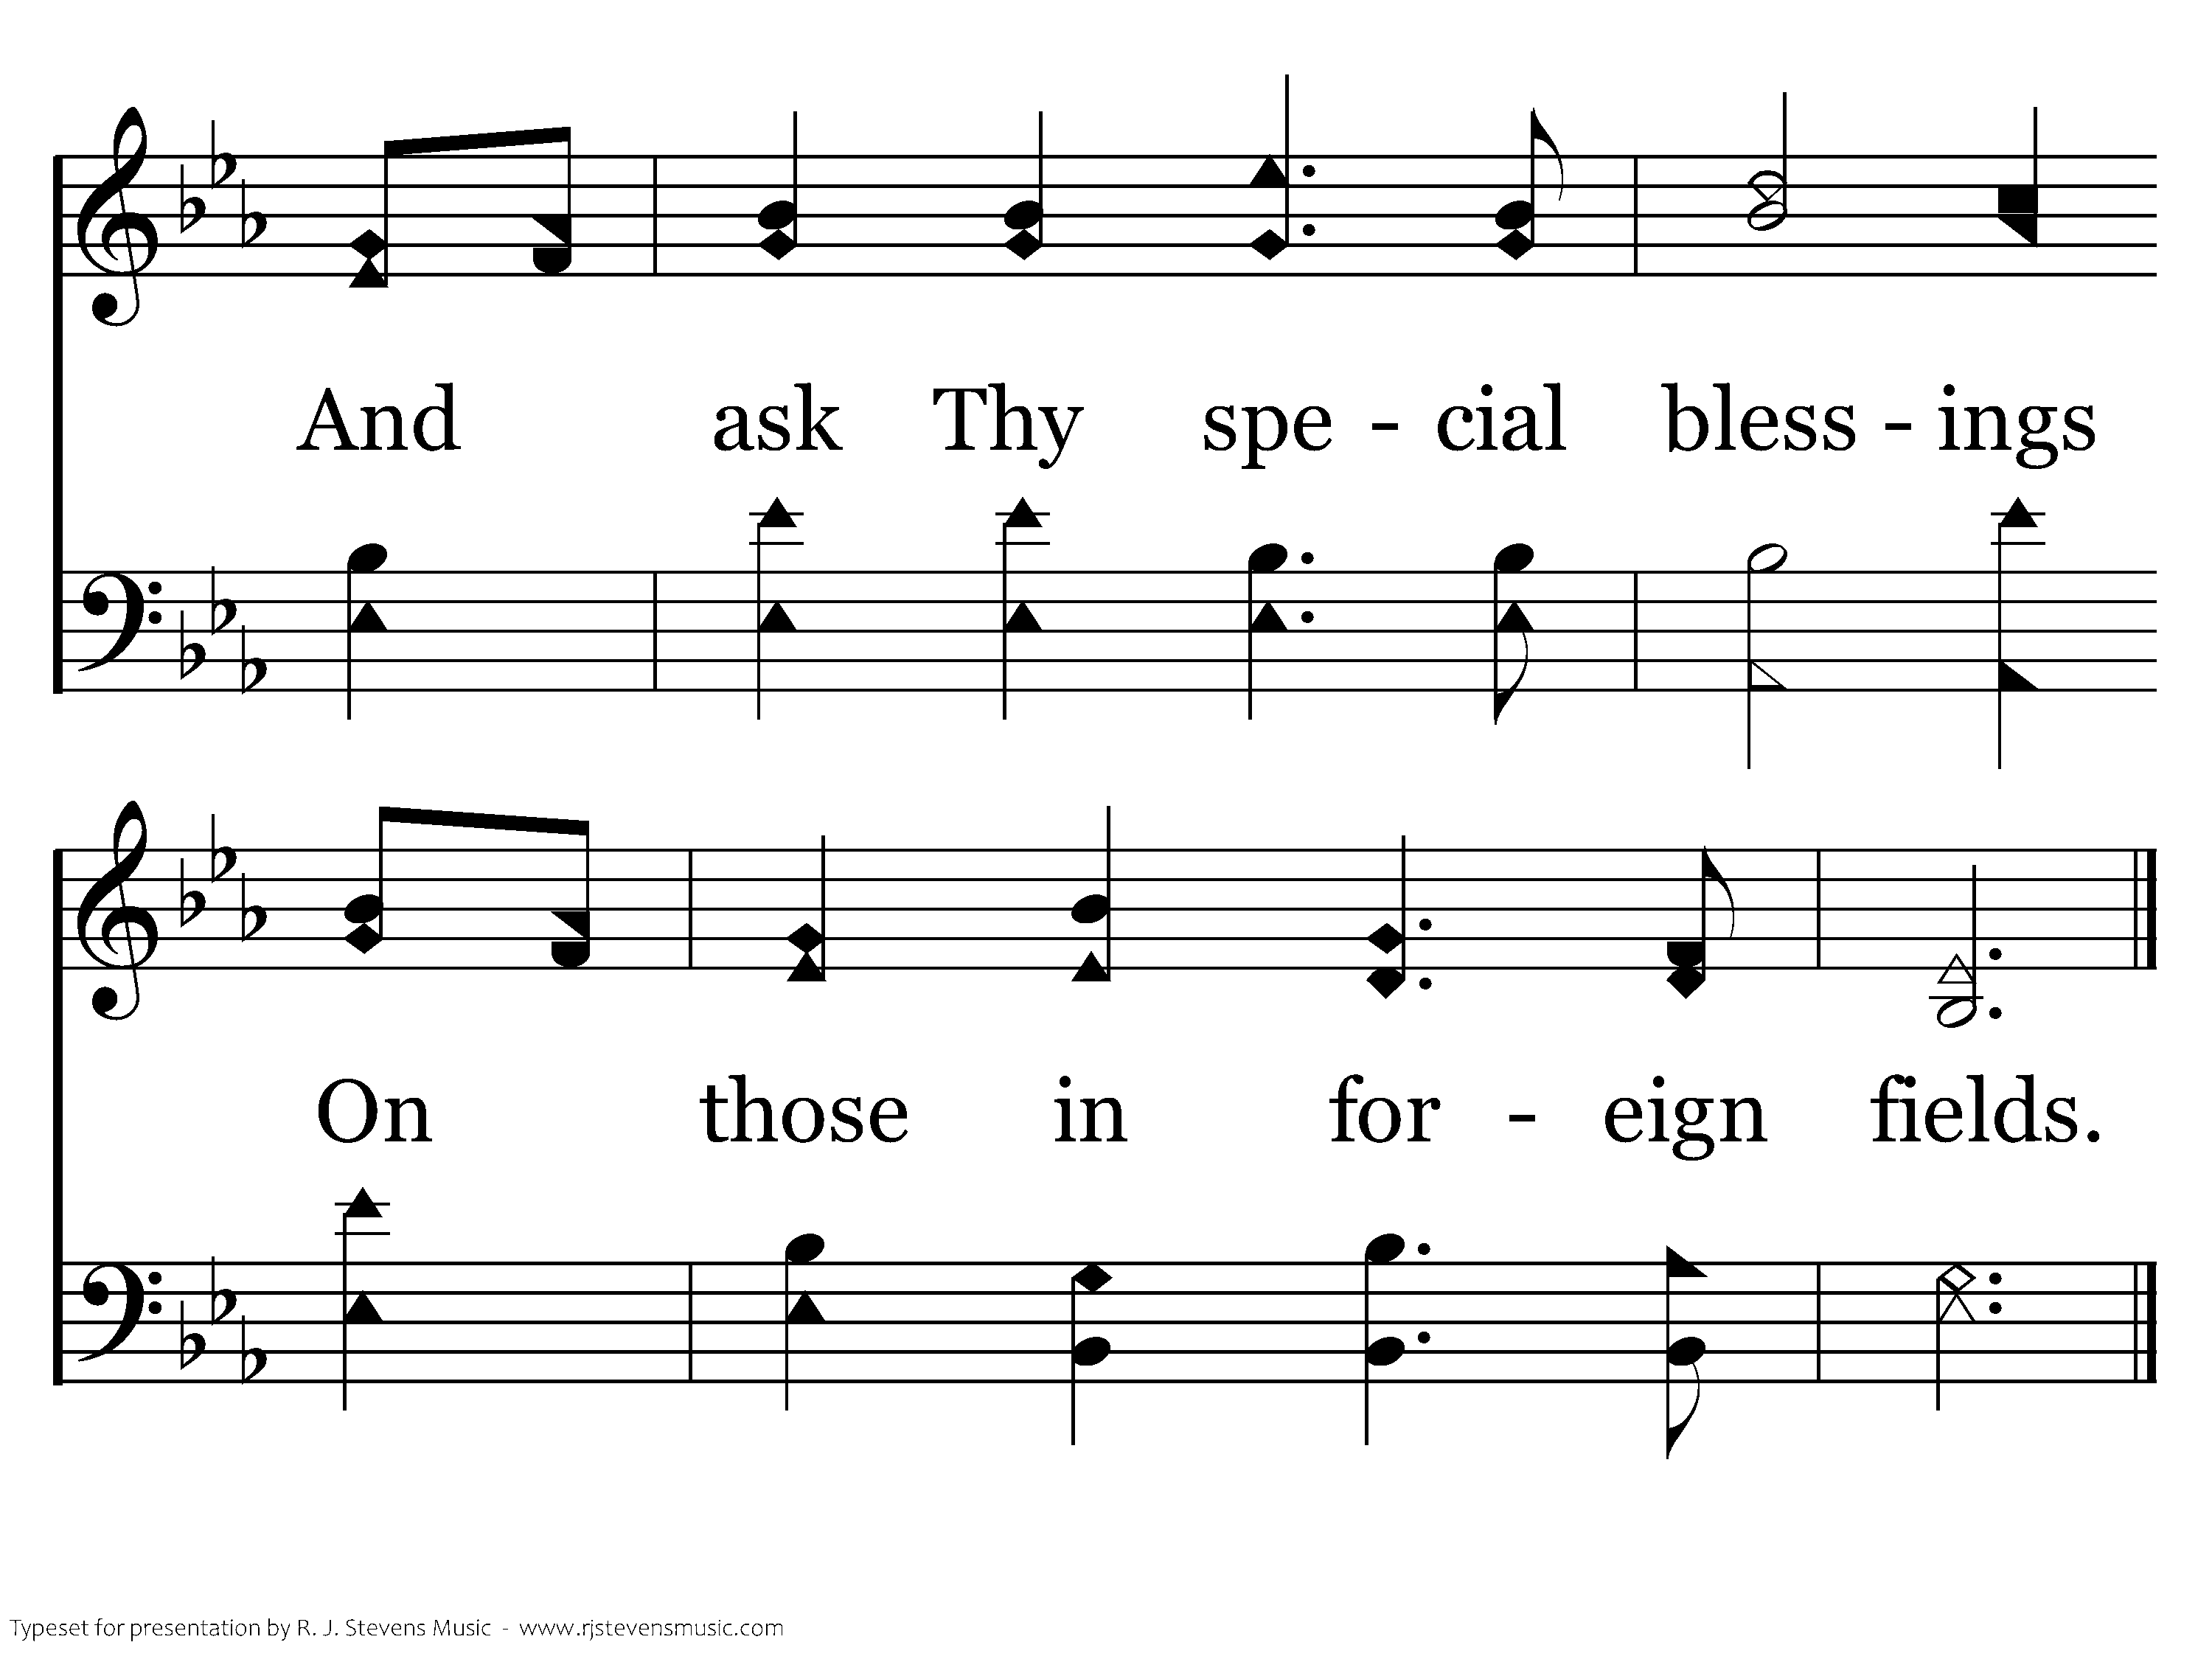 And ask Thy spe - cial bless - ings
On those in for - eign fields.
Typeset for presentation by R. J. Stevens Music - www.rjstevensmusic.com